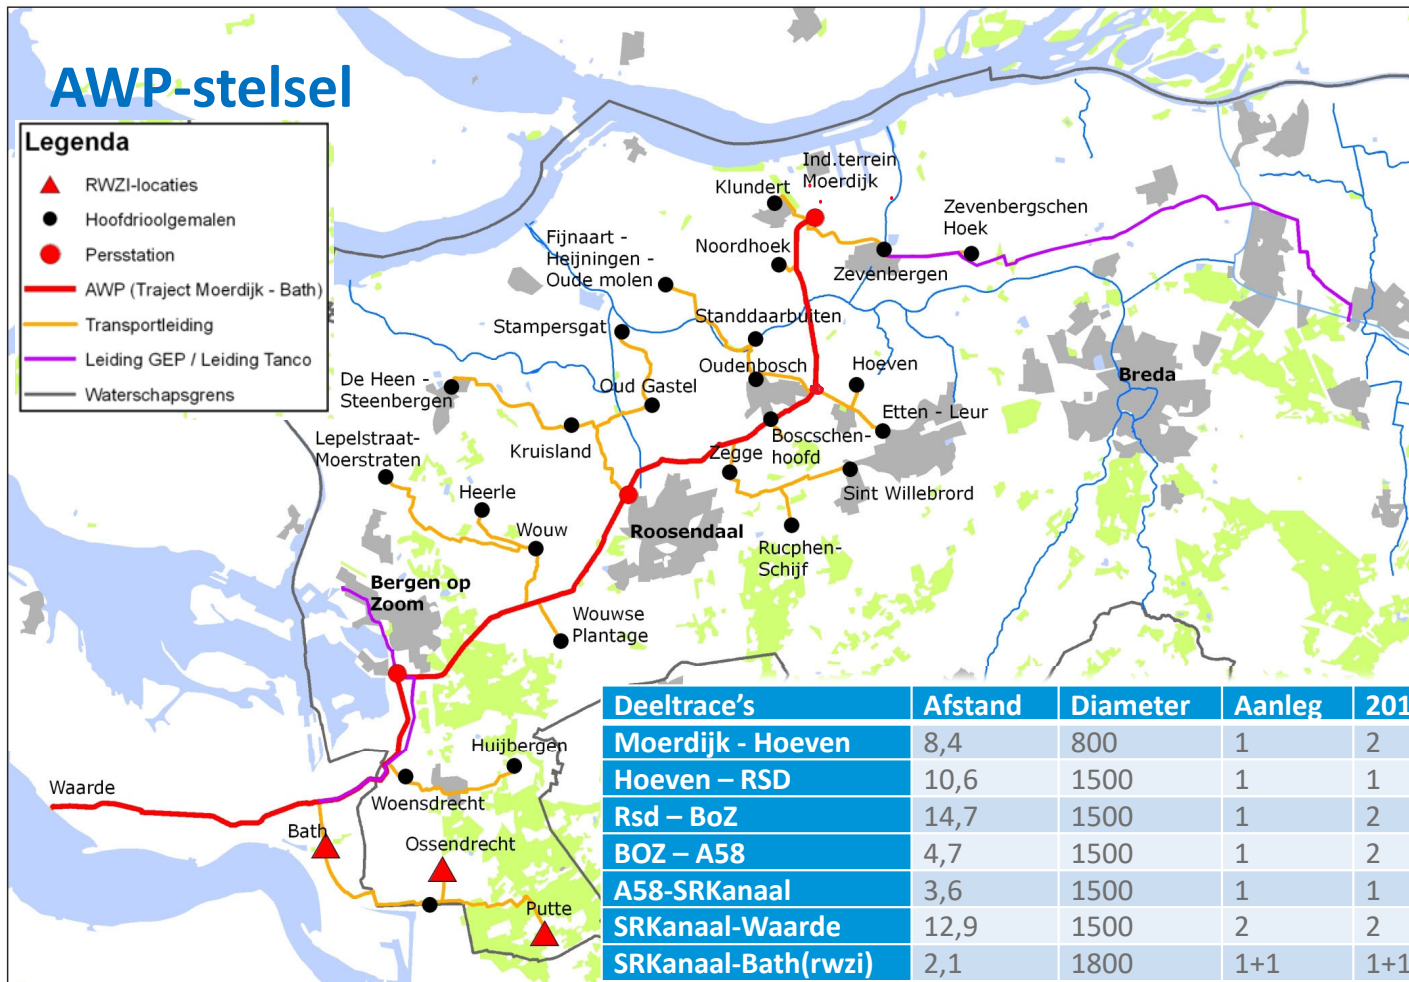 AWP-stelsel
Legenda
RWZI-locaties
Hoofdrioolgemalen
Persstation
AWP (Traject Moerdijk - Bath)
Transportleiding
Leiding GEP / Leiding Tanco
Waterschapsgrens
Ind.terrein
Moerdijk
Klundert
Zevenbergschen
Hoek
Fijnaart -
Heijningen -
Oude molen
Noordhoek
Zevenbergen
Stampersgat
Standdaarbuiten
Oudenbosch
Hoeven
Breda
De Heen -
Steenbergen
Oud Gastel
Etten - Leur
Kruisland
Boscschen-
hoofd
Lepelstraat-
Moerstraten
Zegge
Heerle
Sint Willebrord
Wouw
Roosendaal
Rucphen-
Schijf
Bergen op
Zoom
Wouwse
Plantage
Huijbergen
Waarde
Woensdrecht
Bath
Ossendrecht
Putte
Deeltrace’s Afstand Diameter Aanleg 201
Moerdijk - Hoeven 8,4 800 1 2
Hoeven – RSD 10,6 1500 1 1
Rsd – BoZ 14,7 1500 1 2
BOZ – A58 4,7 1500 1 2
A58-SRKanaal 3,6 1500 1 1
SRKanaal-Waarde 12,9 1500 2 2
SRKanaal-Bath(rwzi) 2,1 1800 1+1 1+1